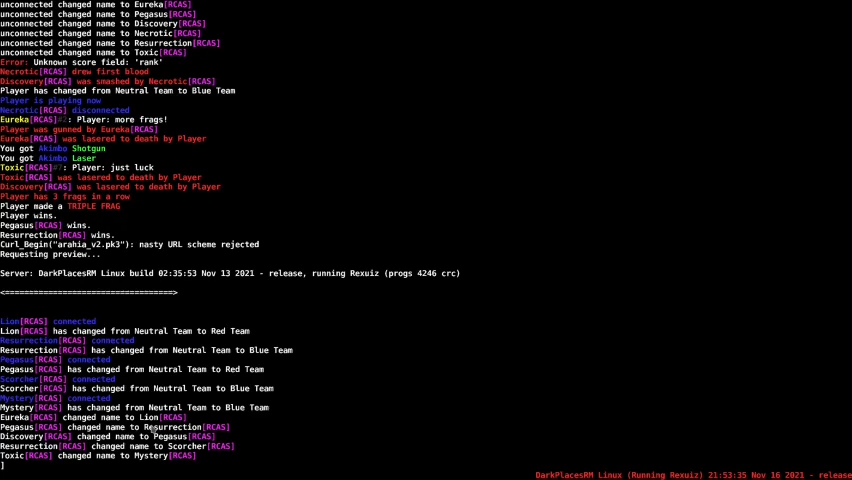 unconnected changed name to Eureka[RCAS]
unconnected changed name to Pegasus[RCAS]
unconnected changed name to Discovery[RCAS]
unconnected changed name to Necrotic[RCAS]
unconnected changed name to Resurrection[RCAS]
unconnected changed name to Toxic[RCAS]
Error: Unknown score field: 'rank'
Necrotic[RCAS] drew first blood
Discovery[RCAS] was smashed by Necrotic[RCAS]
Player has changed from Neutral Team to Blue Team
Player is playing now
Necrotic[RCAS] disconnected
Eureka[RCAS]#2: Player: more frags!
Player was gunned by Eureka[RCAS]
Eureka[RCAS] was lasered to death by Player
You got Akimbo Shotgun
You got Akimbo Laser
Toxic[RCAS]#7: Player: just luck
Toxic[RCAS] was lasered to death by Player
Discovery[RCAS] was lasered to death by Player
Player has 3 frags in a row
Player made a TRIPLE FRAG
Player wins.
Pegasus[RCAS] wins.
Resurrection[RCAS] wins.
Curl_Begin("arahia_v2.pk3"): nasty URL scheme rejected
Requesting preview...
Server: DarkPlacesRM Linux build 02:35:53 Nov 13 2021 - release, running Rexuiz (progs 4246 crc)
<===================================>
Lion[RCAS] connected
Lion[RCAS] has changed from Neutral Team to Red Team
Resurrection[RCAS] connected
Resurrection[RCAS] has changed from Neutral Team to Blue Team
Pegasus[RCAS] connected
Pegasus[RCAS] has changed from Neutral Team to Red Team
Scorcher[RCAS] connected
Scorcher[RCAS] has changed from Neutral Team to Blue Team
Mystery[RCAS] connected
Mystery[RCAS] has changed from Neutral Team to Blue Team
Eureka[RCAS] changed name to Lion[RCAS]
Pegasus[RCAS] changed name to Resurrection[RCAS]
Discovery[RCAS] changed name to Pegasus[RCAS]
Resurrection[RCAS] changed name to Scorcher[RCAS]
Toxic[RCAS] changed name to Mystery[RCAS]
]
DarkPlacesRM Linux (Running Rexuiz) 21:53:35 Nov 16 2021 - release